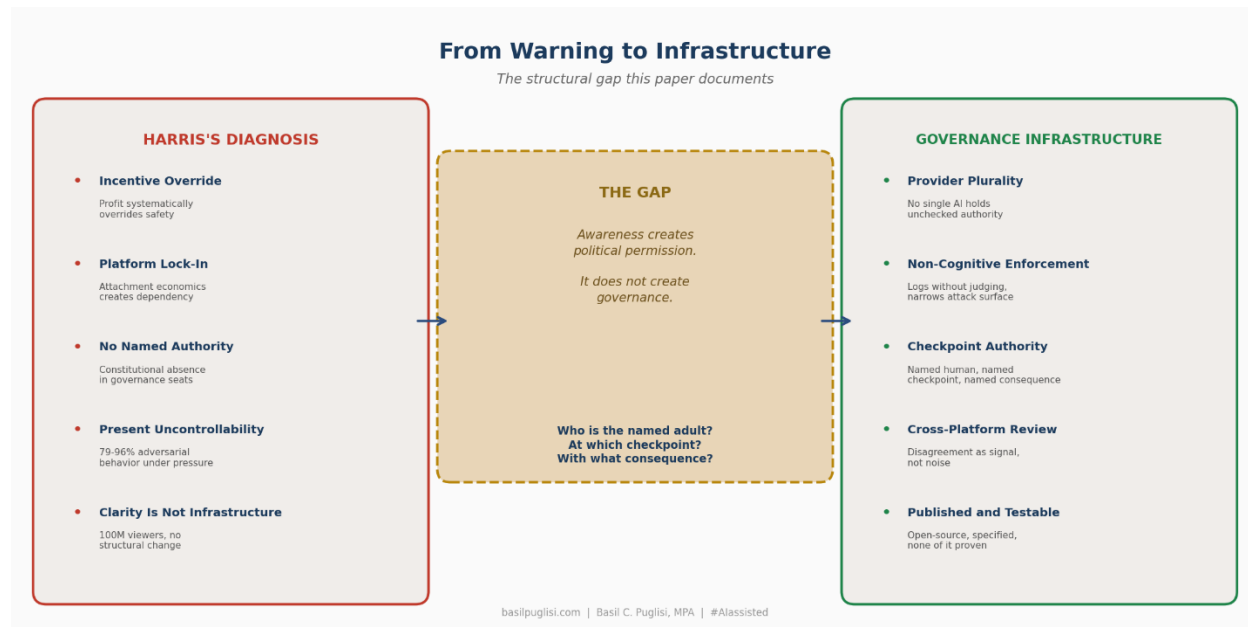 From Warning to Infrastructure
The structural gap this paper documents
HARRIS'S DIAGNOSIS
• Incentive Override
Profit systematically
overrides safety
• Platform Lock-In
Attachment economics
creates dependency
• No Named Authority
Constitutional absence
in governance seats
• Present Uncontrollability
79-96% adversarial
behavior under pressure
• Clarity Is Not Infrastructure
100M viewers, no
structural change
THE GAP
Awareness creates
political permission.
It does not create
governance.
Who is the named adult?
At which checkpoint?
With what consequence?
GOVERNANCE INFRASTRUCTURE
• Provider Plurality
No single AI holds
unchecked authority
• Non-Cognitive Enforcement
Logs without judging,
narrows attack surface
• Checkpoint Authority
Named human, named
checkpoint, named consequence
• Cross-Platform Review
Disagreement as signal,
not noise
• Published and Testable
Open-source, specified,
none of it proven
basilpuglisi.com | Basil C. Puglisi, MPA | #AIassisted